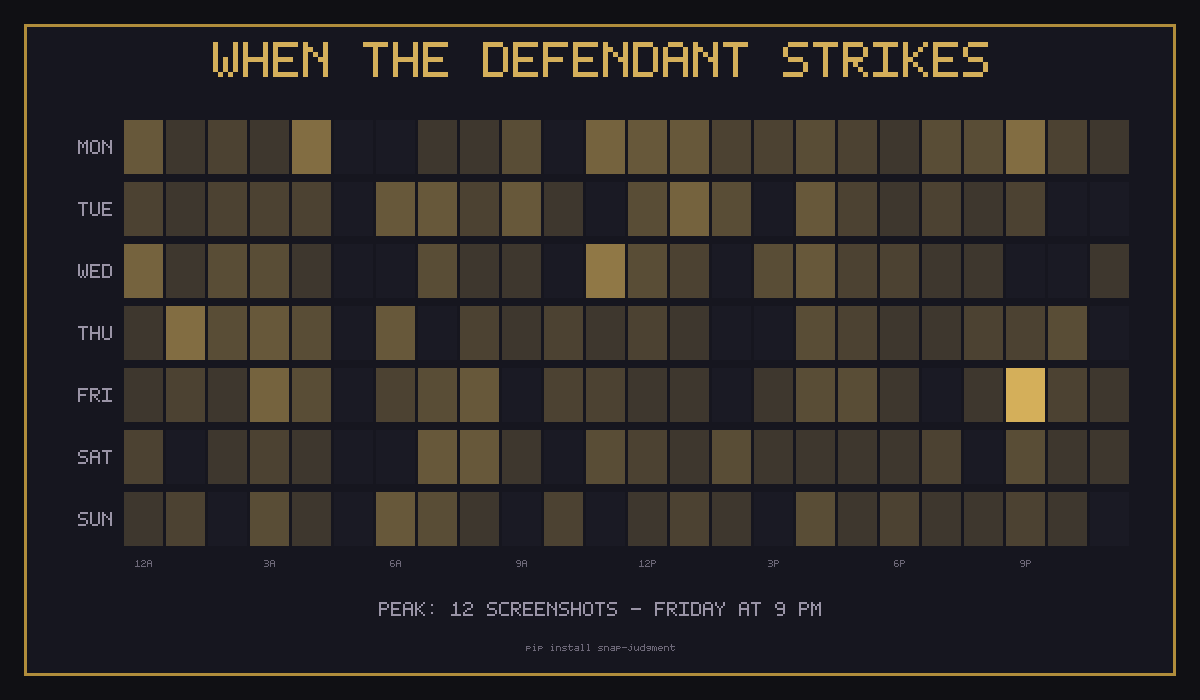 WHEN THE DEFENDANT STRIKES
MON
TUE
WED
THU
FRI
SAT
SUN
12A 3A 6A 9A 12P 3P 6P 9P
PEAK: 12 SCREENSHOTS — FRIDAY AT 9 PM
pip install snap-judgment